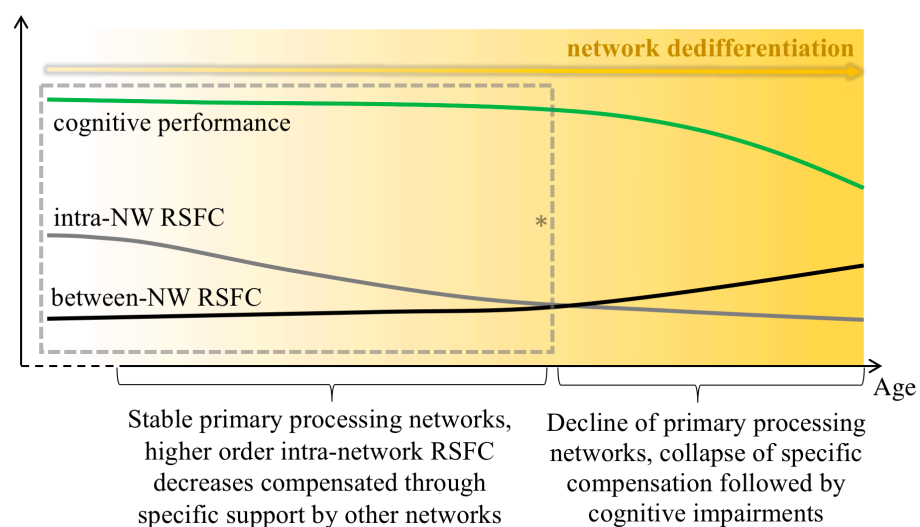 network dedifferentiation
cognitive performance
intra-NW RSFC
*
between-NW RSFC
Age
Stable primary processing networks,
higher order intra-network RSFC
decreases compensated through
specific support by other networks
Decline of primary processing
networks, collapse of specific
compensation followed by
cognitive impairments